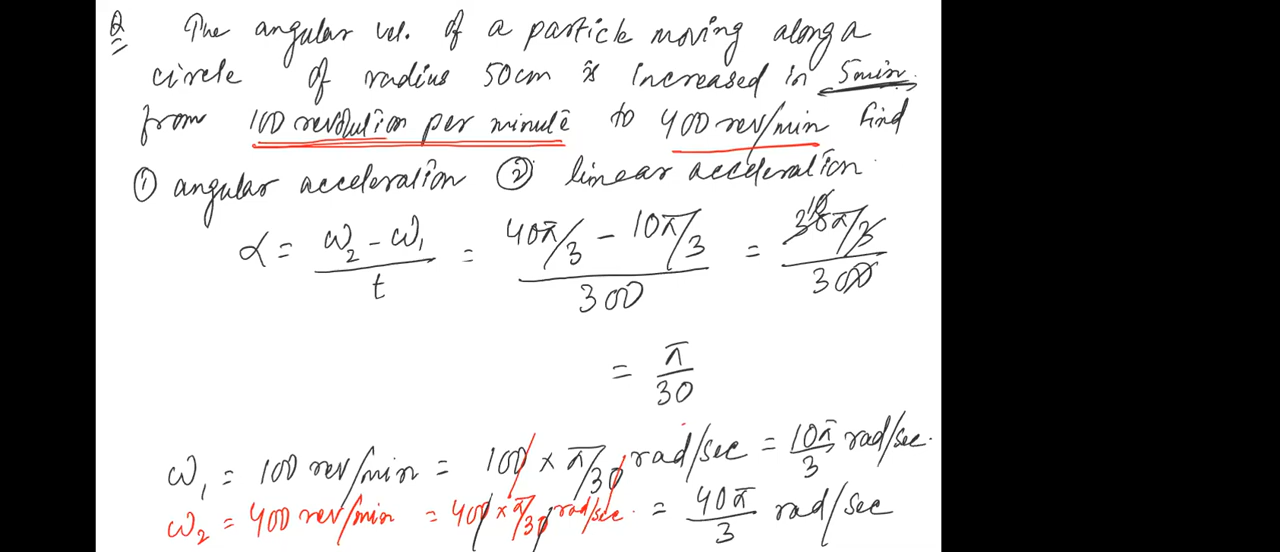 Q The angular vel. of a particle moving along a
circle of radius 50cm is increased in 5min
from 100 revolution per minute to 400 rev/min find
① angular acceleration ② linear acceleration.
α = (ω₂ - ω₁)/t = (40π/3 - 10π/3)/300 = (30π/3)/300
= π/30
ω₁ = 100 rev/min = 100 × π/30 rad/sec = 10π/3 rad/sec.
ω₂ = 400 rev/min = 400 × π/30 rad/sec. = 40π/3 rad/sec